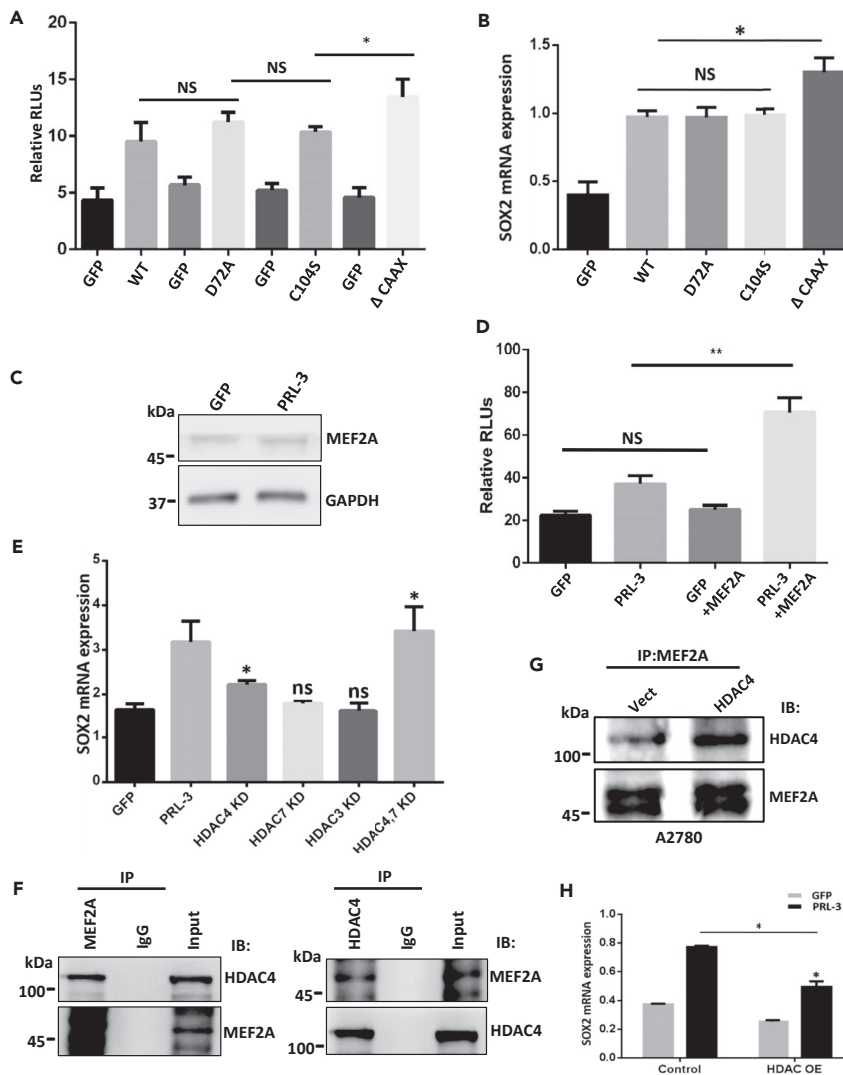 A
Relative RLUs
15
10
5
0
NS
NS
*
GFP
WT
GFP
D72A
GFP
C104S
GFP
Δ CAAX
B
SOX2 mRNA expression
1.5
1.0
0.5
0.0
*
NS
GFP
WT
D72A
C104S
Δ CAAX
C
GFP
PRL-3
kDa
45
37
MEF2A
GAPDH
D
Relative RLUs
100
80
60
40
20
0
**
NS
GFP
PRL-3
GFP
+MEF2A
PRL-3
+MEF2A
E
SOX2 mRNA expression
4
3
2
1
0
*
ns
ns
*
GFP
PRL-3
HDAC4 KD
HDAC7 KD
HDAC3 KD
HDAC4,7 KD
G
IP:MEF2A
Vect
HDAC4
kDa
IB:
100
HDAC4
45
MEF2A
A2780
F
IP
MEF2A
IgG
Input
IB:
kDa
100
HDAC4
45
MEF2A
IP
HDAC4
IgG
Input
IB:
kDa
45
MEF2A
100
HDAC4
H
GFP
PRL-3
SOX2 mRNA expression
0.8
0.6
0.4
0.2
0.0
*
*
Control
HDAC OE